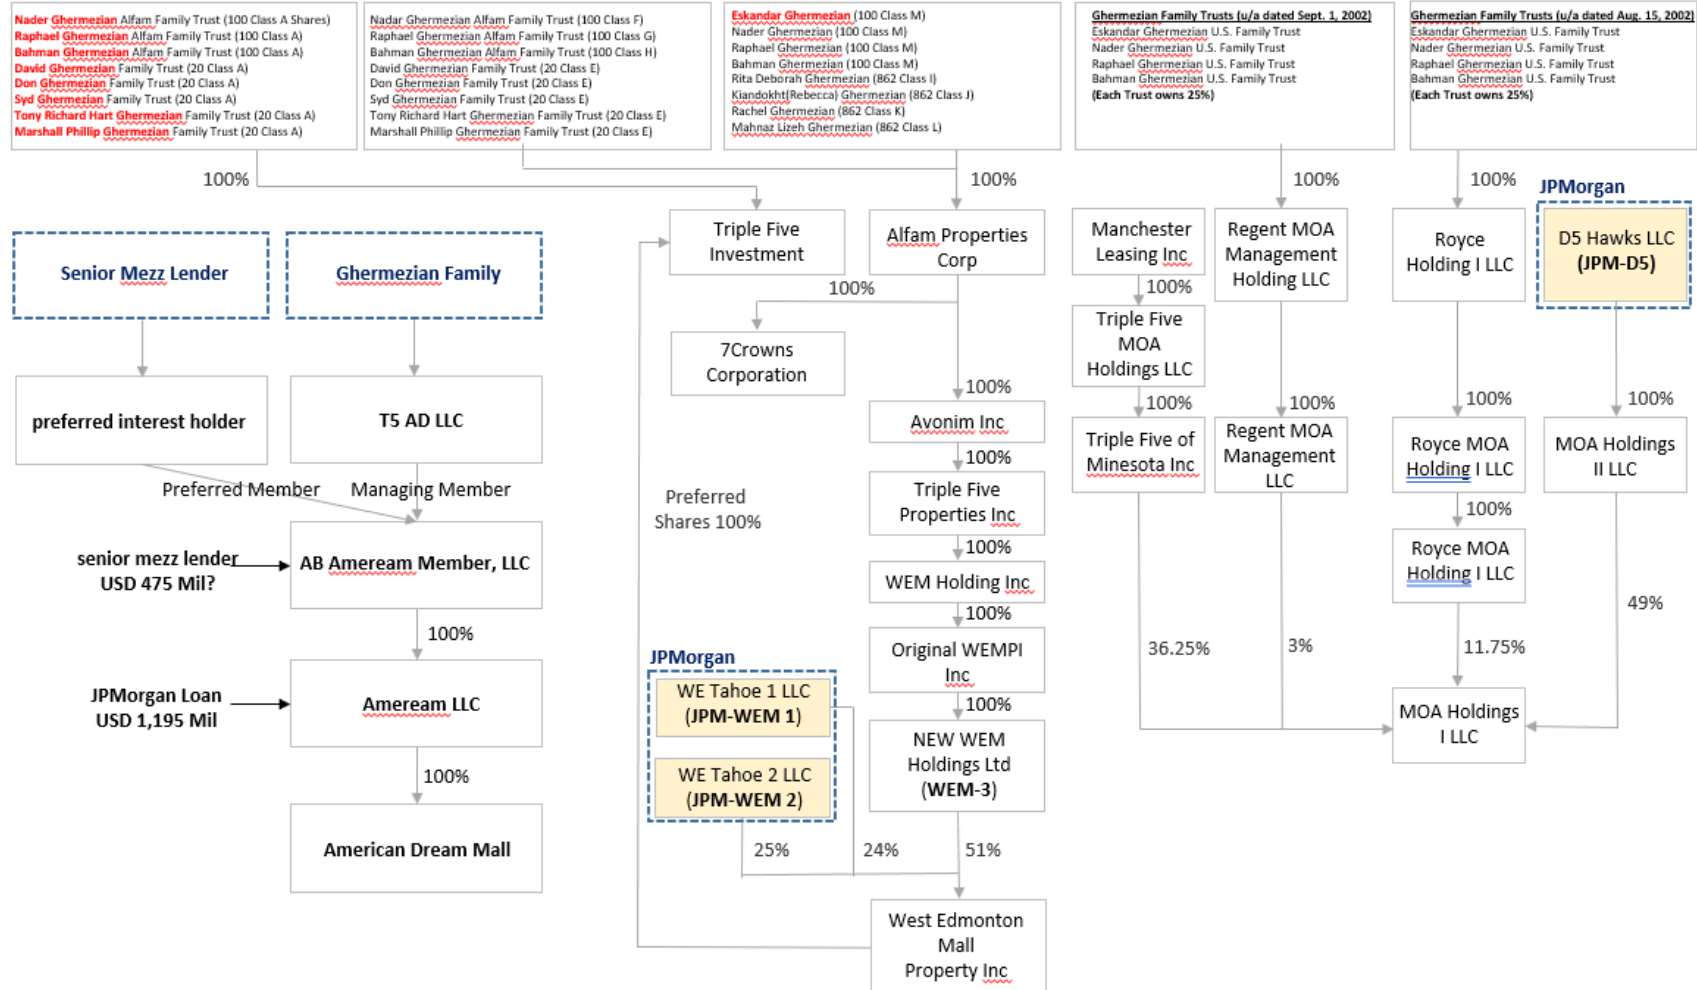 Nader Ghermezian Alfam Family Trust (100 Class A Shares)
Raphael Ghermezian Alfam Family Trust (100 Class A)
Bahman Ghermezian Alfam Family Trust (100 Class A)
David Ghermezian Family Trust (20 Class A)
Don Ghermezian Family Trust (20 Class A)
Syd Ghermezian Family Trust (20 Class A)
Tony Richard Hart Ghermezian Family Trust (20 Class A)
Marshall Phillip Ghermezian Family Trust (20 Class A)
Nadar Ghermezian Alfam Family Trust (100 Class F)
Raphael Ghermezian Alfam Family Trust (100 Class G)
Bahman Ghermezian Alfam Family Trust (100 Class H)
David Ghermezian Family Trust (20 Class E)
Don Ghermezian Family Trust (20 Class E)
Syd Ghermezian Family Trust (20 Class E)
Tony Richard Hart Ghermezian Family Trust (20 Class E)
Marshall Phillip Ghermezian Family Trust (20 Class E)
Eskandar Ghermezian (100 Class M)
Nader Ghermezian (100 Class M)
Raphael Ghermezian (100 Class M)
Bahman Ghermezian (100 Class M)
Rita Deborah Ghermezian (862 Class I)
Kiandokht(Rebecca) Ghermezian (862 Class J)
Rachel Ghermezian (862 Class K)
Mahnaz Lizeh Ghermezian (862 Class L)
Ghermezian Family Trusts (u/a dated Sept. 1, 2002)
Eskandar Ghermezian U.S. Family Trust
Nader Ghermezian U.S. Family Trust
Raphael Ghermezian U.S. Family Trust
Bahman Ghermezian U.S. Family Trust
(Each Trust owns 25%)
Ghermezian Family Trusts (u/a dated Aug. 15, 2002)
Eskandar Ghermezian U.S. Family Trust
Nader Ghermezian U.S. Family Trust
Raphael Ghermezian U.S. Family Trust
Bahman Ghermezian U.S. Family Trust
(Each Trust owns 25%)
100%
100%
100%
100%
JPMorgan
Senior Mezz Lender
Ghermezian Family
preferred interest holder
T5 AD LLC
Preferred Member
Managing Member
senior mezz lender
USD 475 Mil?
AB Ameream Member, LLC
100%
JPMorgan Loan
USD 1,195 Mil
Ameream LLC
100%
American Dream Mall
Triple Five
Investment
Alfam Properties
Corp
100%
7Crowns
Corporation
100%
Avonim Inc
100%
Triple Five
Properties Inc
Preferred
Shares 100%
100%
WEM Holding Inc
100%
Original WEMPI
Inc
100%
JPMorgan
WE Tahoe 1 LLC
(JPM-WEM 1)
WE Tahoe 2 LLC
(JPM-WEM 2)
NEW WEM
Holdings Ltd
(WEM-3)
25%
24%
51%
West Edmonton
Mall
Property Inc
Manchester
Leasing Inc
100%
Triple Five
MOA
Holdings LLC
100%
Triple Five of
Minesota Inc
36.25%
Regent MOA
Management
Holding LLC
100%
Regent MOA
Management
LLC
3%
Royce
Holding I LLC
100%
Royce MOA
Holding I LLC
100%
Royce MOA
Holding I LLC
11.75%
D5 Hawks LLC
(JPM-D5)
100%
MOA Holdings
II LLC
49%
MOA Holdings
I LLC